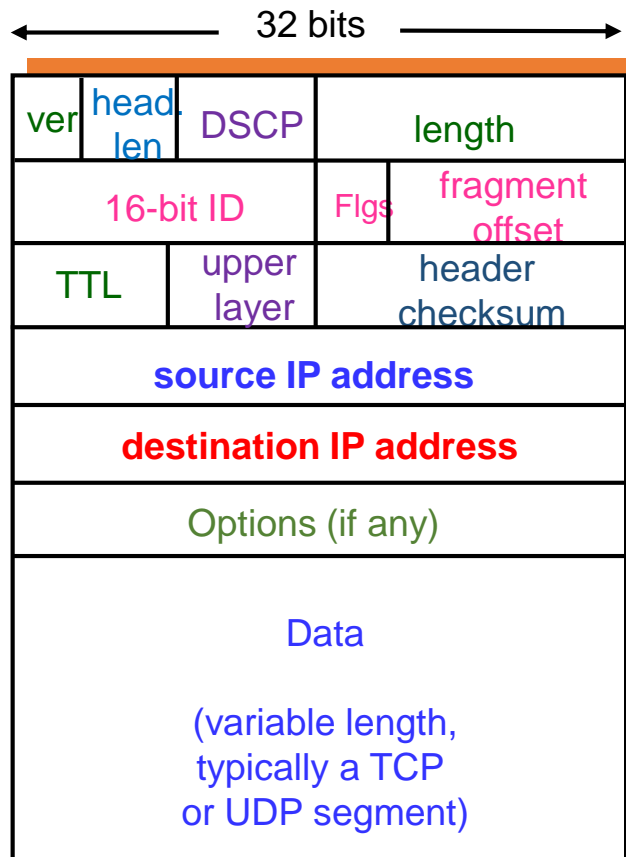 32 bits
ver
head.
len
DSCP
length
16-bit ID
Flgs
fragment
offset
TTL
upper
layer
header
checksum
source IP address
destination IP address
Options (if any)
Data
(variable length,
typically a TCP
or UDP segment)